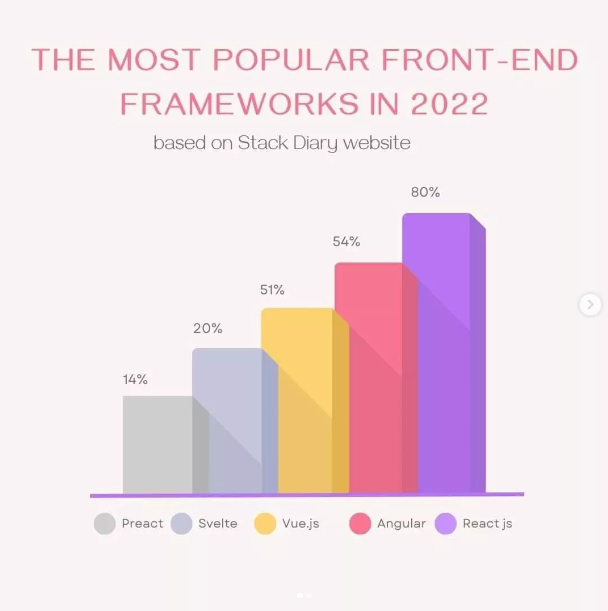 THE MOST POPULAR FRONT-END
FRAMEWORKS IN 2022
based on Stack Diary website
80%
54%
51%
20%
14%
Preact Svelte Vue.js Angular React js